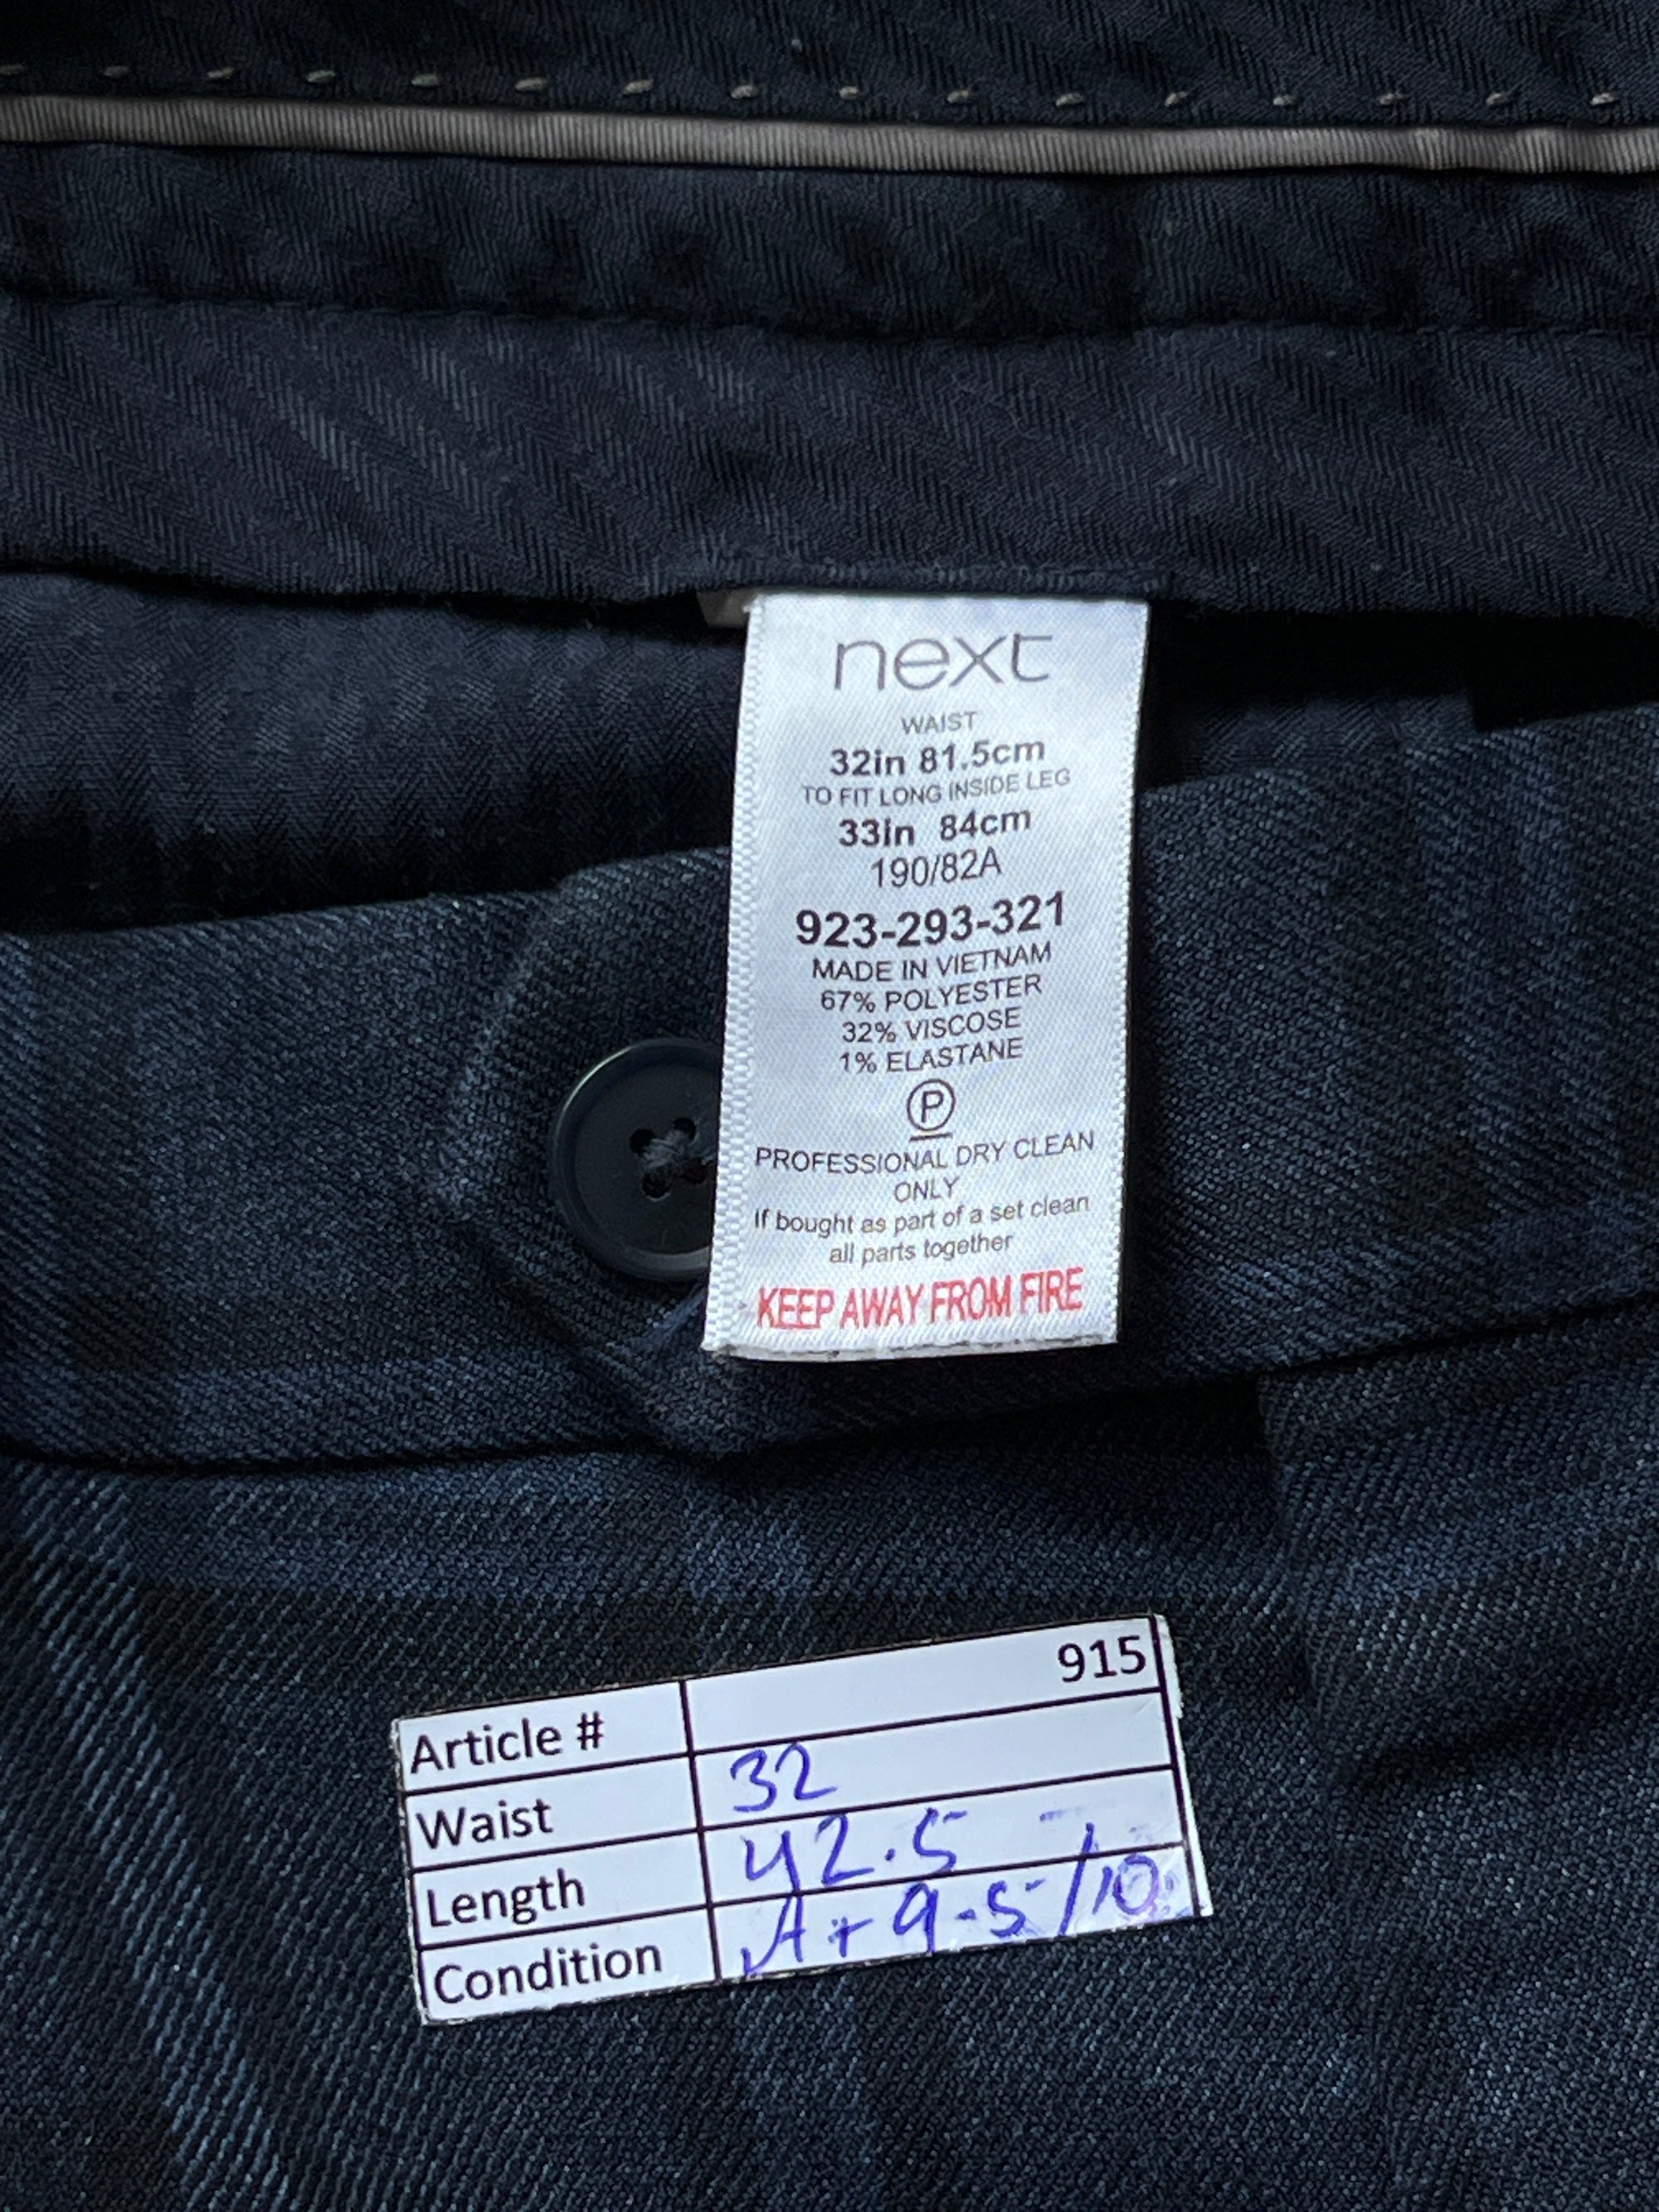 next
WAIST
32in 81.5cm
TO FIT LONG INSIDE LEG
33in 84cm
190/82A
923-293-321
MADE IN VIETNAM
67% POLYESTER
32% VISCOSE
1% ELASTANE
P
PROFESSIONAL DRY CLEAN
ONLY
If bought as part of a set clean
all parts together
KEEP AWAY FROM FIRE
Article # 915
Waist 32
Length 42.5
Condition A+ 9.5/10